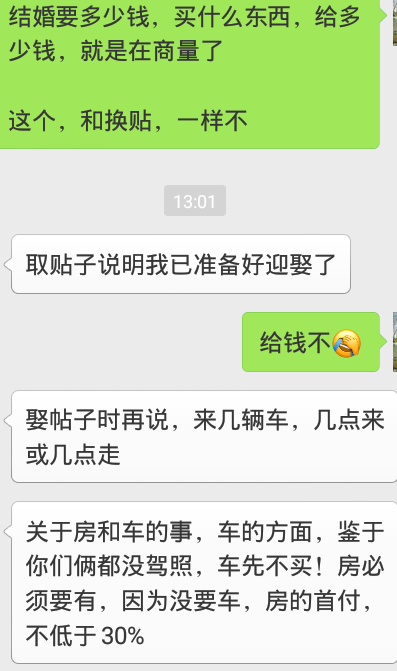 结婚要多少钱，买什么东西，给多
少钱，就是在商量了
这个，和换贴，一样不
13:01
取贴子说明我已准备好迎娶了
给钱不
娶帖子时再说，来几辆车，几点来
或几点走
关于房和车的事，车的方面，鉴于
你们俩都没驾照，车先不买！房必
须要有，因为没要车，房的首付，
不低于30%